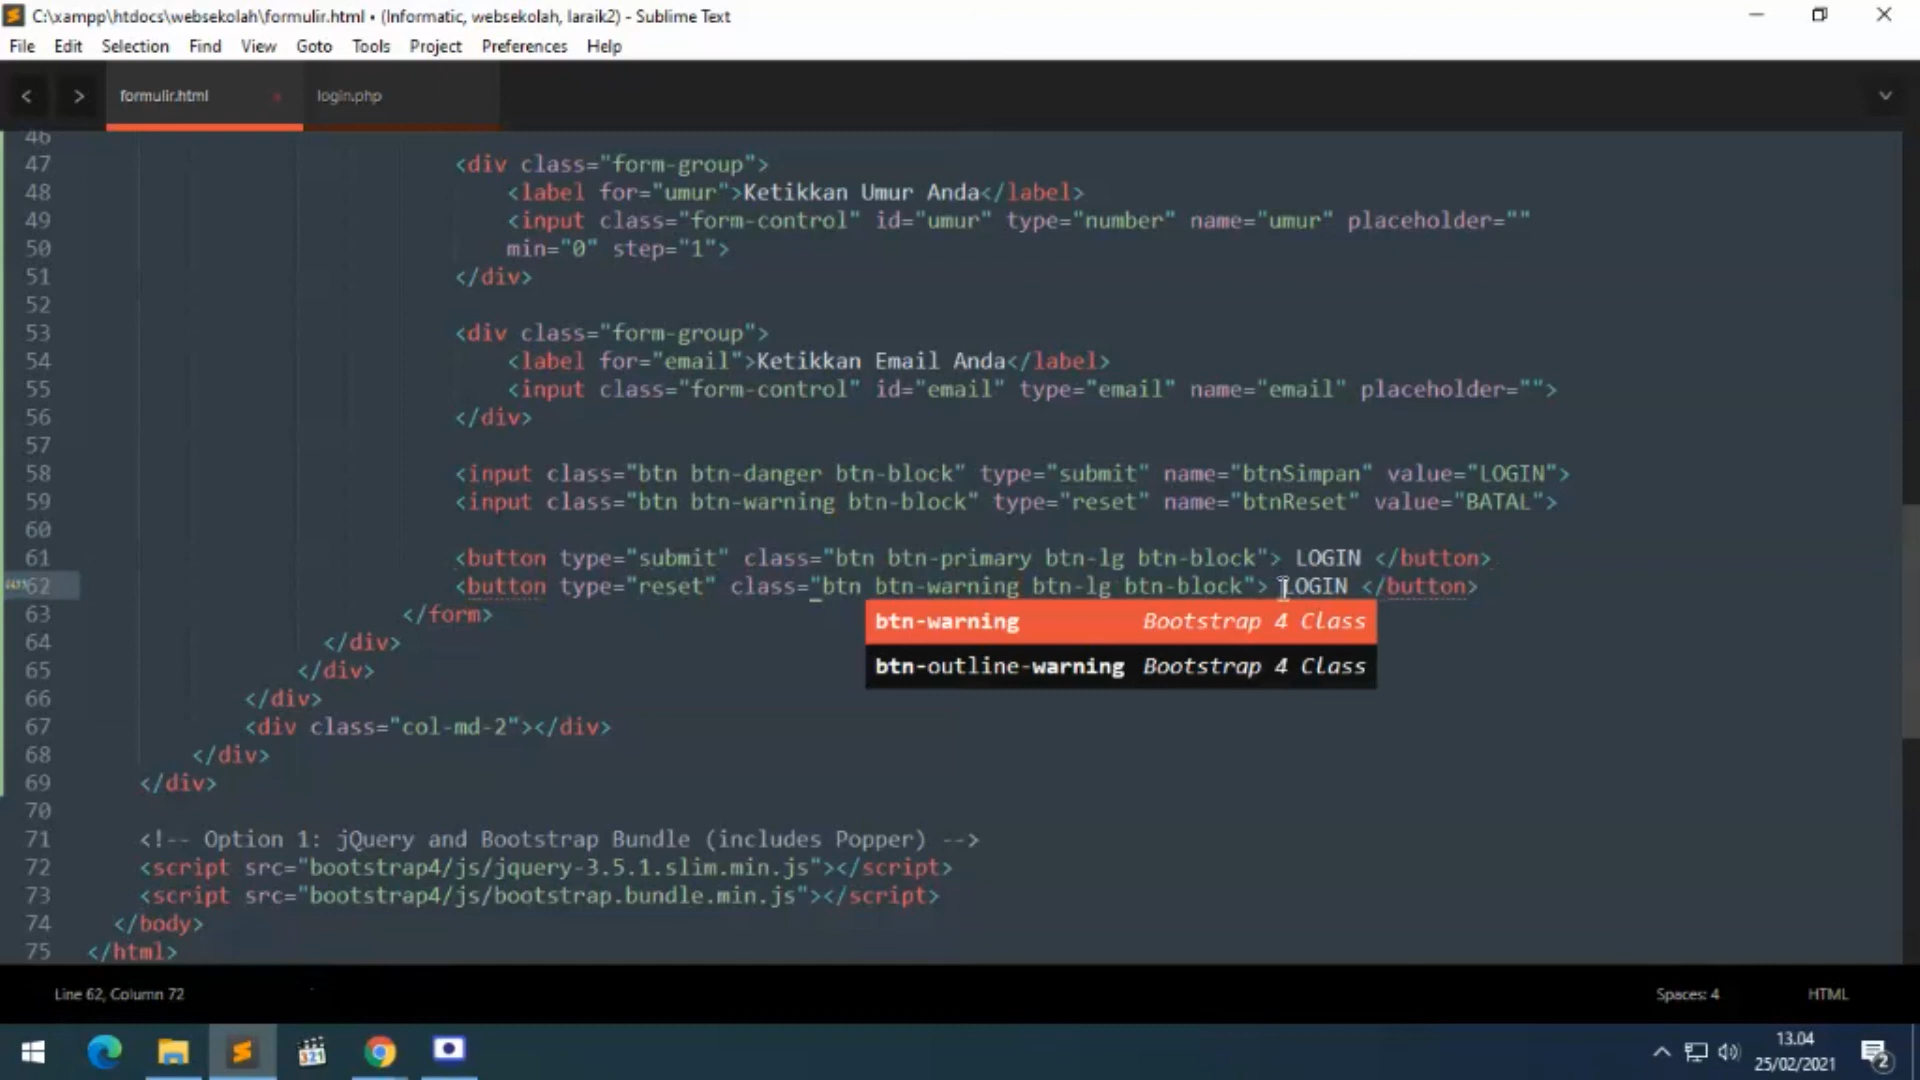 C:\xampp\htdocs\websekolah\formulir.html • (Informatic, websekolah, laraik2) - Sublime Text
File Edit Selection Find View Goto Tools Project Preferences Help
formulir.html login.php
46
47 <div class="form-group">
48 <label for="umur">Ketikkan Umur Anda</label>
49 <input class="form-control" id="umur" type="number" name="umur" placeholder=""
50 min="0" step="1">
51 </div>
52
53 <div class="form-group">
54 <label for="email">Ketikkan Email Anda</label>
55 <input class="form-control" id="email" type="email" name="email" placeholder="">
56 </div>
57
58 <input class="btn btn-danger btn-block" type="submit" name="btnSimpan" value="LOGIN">
59 <input class="btn btn-warning btn-block" type="reset" name="btnReset" value="BATAL">
60
61 <button type="submit" class="btn btn-primary btn-lg btn-block"> LOGIN </button>
62 <button type="reset" class="btn btn-warning btn-lg btn-block"> LOGIN </button>
63 </form>
btn-warning Bootstrap 4 Class
64 </div>
btn-outline-warning Bootstrap 4 Class
65 </div>
66 </div>
67 <div class="col-md-2"></div>
68 </div>
69 </div>
70
71 <!-- Option 1: jQuery and Bootstrap Bundle (includes Popper) -->
72 <script src="bootstrap4/js/jquery-3.5.1.slim.min.js"></script>
73 <script src="bootstrap4/js/bootstrap.bundle.min.js"></script>
74 </body>
75 </html>
Line 62, Column 72 Spaces: 4 HTML
321
13.04
25/02/2021
2